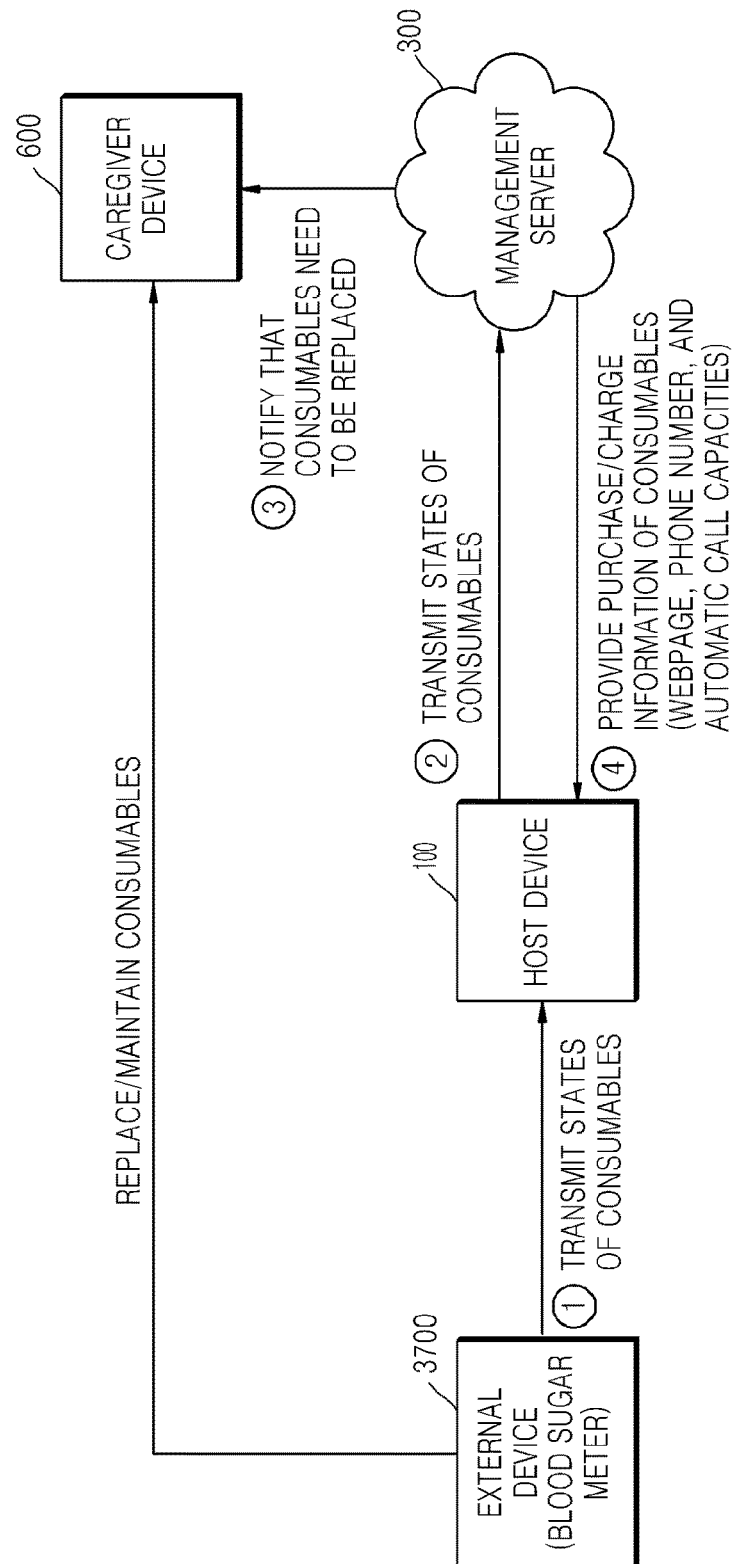 600
CAREGIVER
DEVICE
300
MANAGEMENT
SERVER
3 NOTIFY THAT
CONSUMABLES NEED
TO BE REPLACED
REPLACE/MAINTAIN CONSUMABLES
2 TRANSMIT STATES OF
CONSUMABLES
4 PROVIDE PURCHASE/CHARGE
INFORMATION OF CONSUMABLES
(WEBPAGE, PHONE NUMBER, AND
AUTOMATIC CALL CAPACITIES)
100
HOST DEVICE
1 TRANSMIT STATES
OF CONSUMABLES
3700
EXTERNAL
DEVICE
(BLOOD SUGAR
METER)